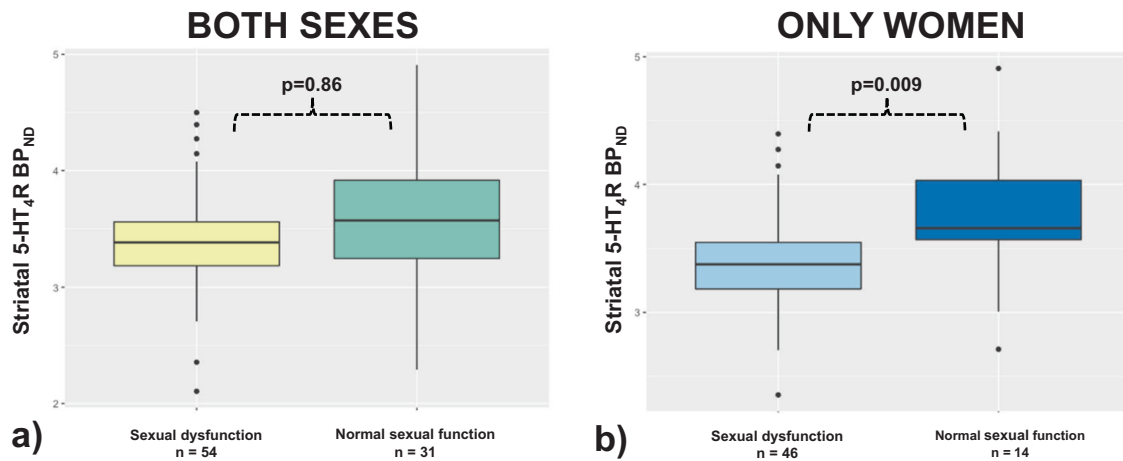 BOTH SEXES
5
4
3
2
Striatal 5-HT4R BPND
p=0.86
Sexual dysfunction
n = 54
Normal sexual function
n = 31
a)
ONLY WOMEN
5
4
3
Striatal 5-HT4R BPND
p=0.009
Sexual dysfunction
n = 46
Normal sexual function
n = 14
b)